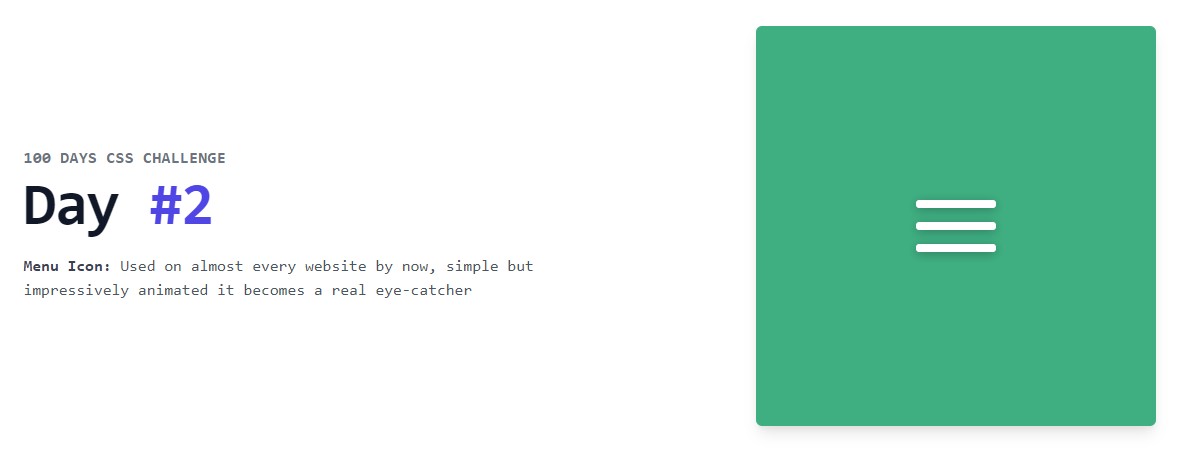 100 DAYS CSS CHALLENGE
Day #2
Menu Icon: Used on almost every website by now, simple but
impressively animated it becomes a real eye-catcher